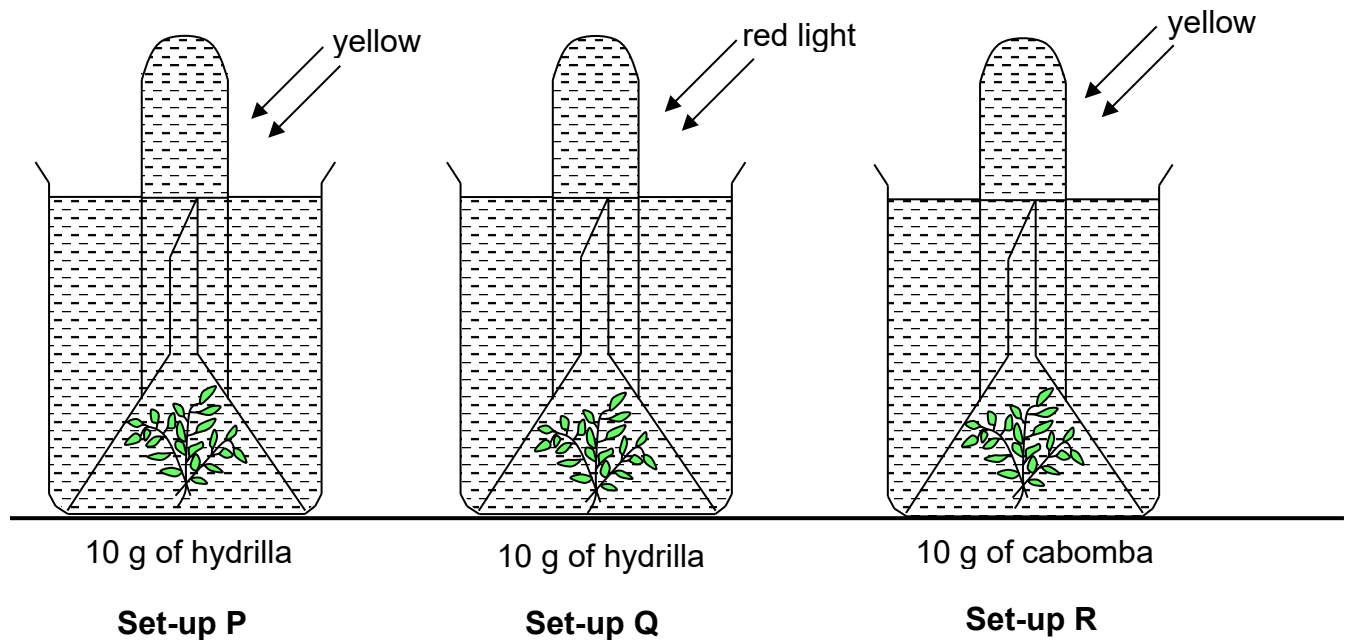 yellow
red light
yellow
10 g of hydrilla
10 g of hydrilla
10 g of cabomba
Set-up P
Set-up Q
Set-up R